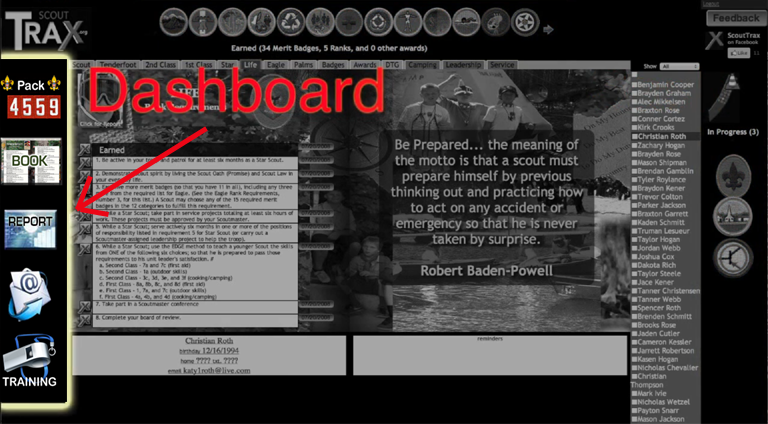 SCOUT
TRAX.org
Logout
Feedback
ScoutTrax
on Facebook
Like
Earned (34 Merit Badges, 5 Ranks, and 0 other awards)
Scout Tenderfoot 2nd Class 1st Class Star Life Eagle Palms Badges Awards DTG Camping Leadership Service
Show All
Pack
4559
BOOK
REPORT
TRAINING
Dashboard
LIFE
Rank Requirements
Click for Report
Earned
1. Be active in your troop and patrol for at least six months as a Star Scout.
2. Demonstrate Scout spirit by living the Scout Oath (Promise) and Scout Law in
your everyday life.
3. Earn five more merit badges (so that you have 11 in all), including any three
more from the required list for Eagle. (See the Eagle Rank Requirements,
number 3, for this list.) A Scout may choose any of the 15 required merit
badges in the 12 categories to fulfill this requirement.
4. While a Star Scout, take part in service projects totaling at least six hours of
work. These projects must be approved by your Scoutmaster.
5. While a Star Scout, serve actively six months in one or more of the positions
of responsibility listed in requirement 5 for Star Scout (or carry out a
Scoutmaster-assigned leadership project to help the troop).
6. While a Star Scout, use the EDGE method to teach a younger Scout the skills
from ONE of the following six choices, so that he is prepared to pass those
requirements to his unit leader's satisfaction.
a. Second Class - 7a and 7c (first aid)
b. Second Class - 1a (outdoor skills)
c. Second Class - 3c, 3d, 3e, and 3f (cooking/camping)
d. First Class - 8a, 8b, 8c, and 8d (first aid)
e. First Class - 1, 7a, and 7c (outdoor skills)
f. First Class - 4a, 4b, and 4d (cooking/camping)
7. Take part in a Scoutmaster conference
8. Complete your board of review.
Be Prepared... the meaning of
the motto is that a scout must
prepare himself by previous
thinking out and practicing how
to act on any accident or
emergency so that he is never
taken by surprise.
Robert Baden-Powell
Christian Roth
birthday 12/16/1994
home ???? us, ????
email katy1roth@live.com
reminders
Benjamin Cooper
Brayden Graham
Alec Mikkelsen
Braxton Rose
Conner Cortez
Kirk Crooks
Christian Roth
Zachary Hogan
Brayden Rose
Mason Shipman
Brendan Gamblin
Tyler Roylance
Brayden Kener
Trevor Colton
Parker Jackson
Braxton Garrett
Kaden Schmitt
Truman Lesueur
Taylor Hogan
Jordan Webb
Joshua Cox
Dakota Rich
Taylor Steele
Jace Kener
Tanner Christensen
Tanner Webb
Spencer Roth
Brenden Schmitt
Brooks Rose
Jaden Cutler
Cameron Kessler
Jarrett Robertson
Kasen Hogan
Nicholas Chevalier
Christian
Thompson
Mark Ivie
Nicholas Wetzel
Payton Snarr
Mason Jackson
In Progress (3)